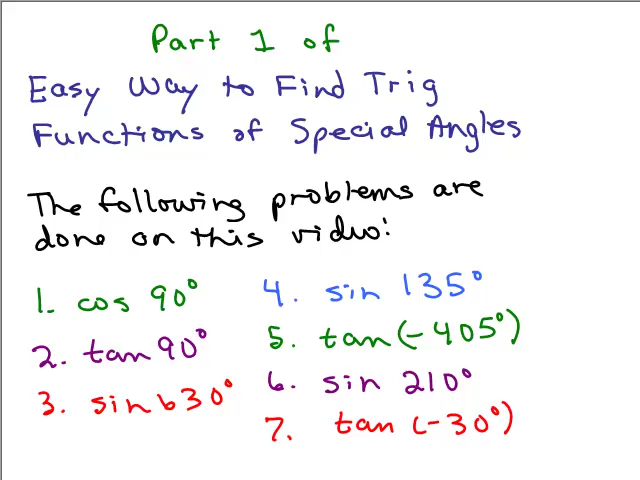 Part 1 of
Easy Way to Find Trig
Functions of Special Angles
The following problems are
done on this video:
1. cos 90°
2. tan 90°
3. sin 630°
4. sin 135°
5. tan (-405°)
6. sin 210°
7. tan (-30°)